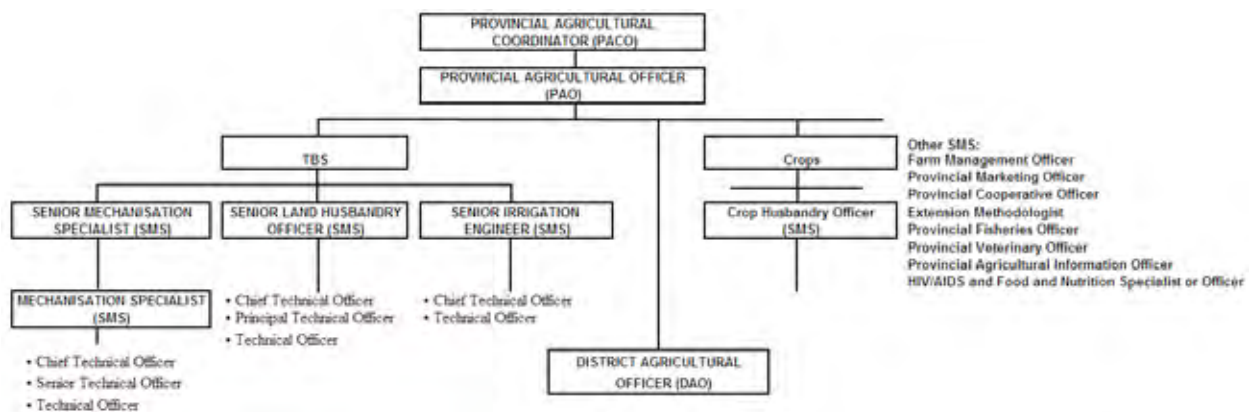 PROVINCIAL AGRICULTURAL
COORDINATOR (PACO)
PROVINCIAL AGRICULTURAL OFFICER
(PAO)
TBS
Crops
Other SMS:
Farm Management Officer
Provincial Marketing Officer
Provincial Cooperative Officer
Extension Methodologist
Provincial Fisheries Officer
Provincial Veterinary Officer
Provincial Agricultural Information Officer
HIV/AIDS and Food and Nutrition Specialist or Officer
SENIOR MECHANISATION
SPECIALIST (SMS)
SENIOR LAND HUSBANDRY
OFFICER (SMS)
SENIOR IRRIGATION
ENGINEER (SMS)
Crop Husbandry Officer
(SMS)
MECHANISATION SPECIALIST
(SMS)
• Chief Technical Officer
• Senior Technical Officer
• Technical Officer
• Chief Technical Officer
• Principal Technical Officer
• Technical Officer
• Chief Technical Officer
• Technical Officer
DISTRICT AGRICULTURAL
OFFICER (DAO)